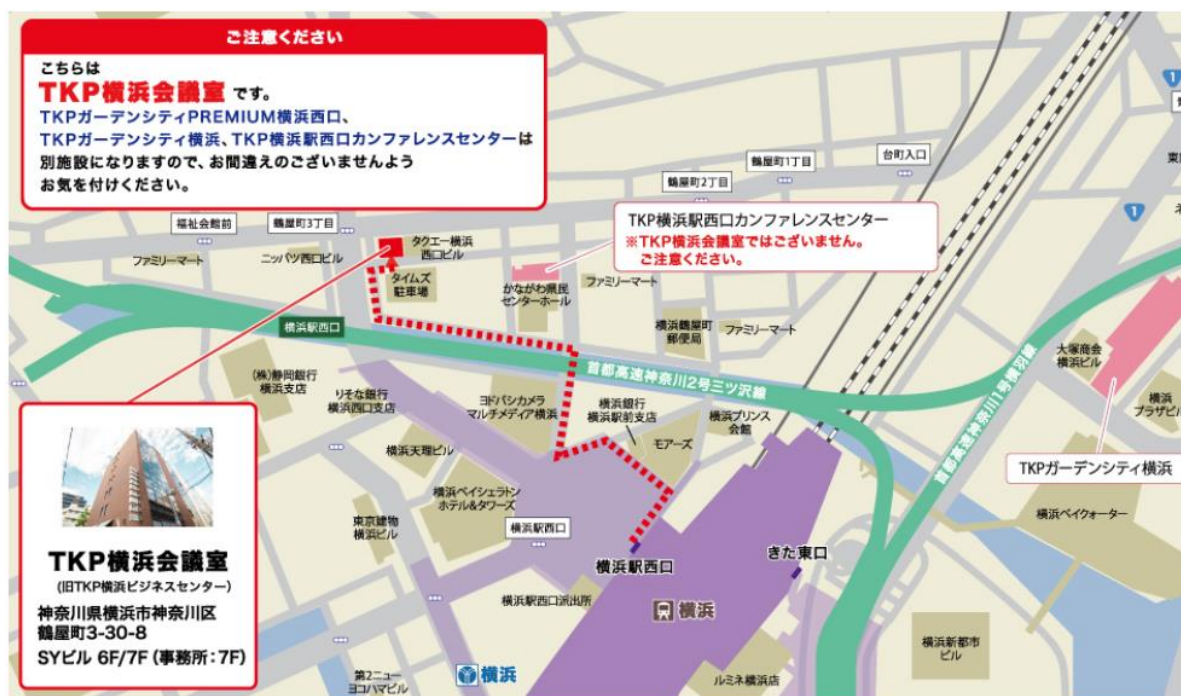 ご注意ください
こちらは
TKP横浜会議室 です。
TKPガーデンシティPREMIUM横浜西口、
TKPガーデンシティ横浜、TKP横浜駅西口カンファレンスセンターは
別施設になりますので、お間違えのございませんよう
お気を付けください。
1
台町入口
鶴屋町1丁目
鶴屋町2丁目
1
福祉会館前
鶴屋町3丁目
TKP横浜駅西口カンファレンスセンター
※TKP横浜会議室ではございません。
ご注意ください。
ファミリーマート
ニッパツ西口ビル
タクエー横浜
西口ビル
タイムズ
駐車場
かながわ県民
センターホール
ファミリーマート
横浜駅西口
横浜鶴屋町
郵便局
ファミリーマート
首都高速神奈川2号三ツ沢線
首都高速神奈川1号横羽線
大塚商会
横浜ビル
横浜
プラザビル
(株)静岡銀行
横浜支店
りそな銀行
横浜西口支店
ヨドバシカメラ
マルチメディア横浜
横浜銀行
横浜駅前支店
横浜プリンス
会館
モアーズ
横浜天理ビル
TKPガーデンシティ横浜
横浜ベイシェラトン
ホテル&タワーズ
横浜ベイクォーター
東京建物
横浜ビル
横浜駅西口
横浜駅西口
きた東口
横浜駅西口派出所
横浜
横浜新都市
ビル
第2ニュー
ヨコハマビル
横浜
ルミネ横浜店
TKP横浜会議室
(旧TKP横浜ビジネスセンター)
神奈川県横浜市神奈川区
鶴屋町3-30-8
SYビル 6F/7F (事務所:7F)